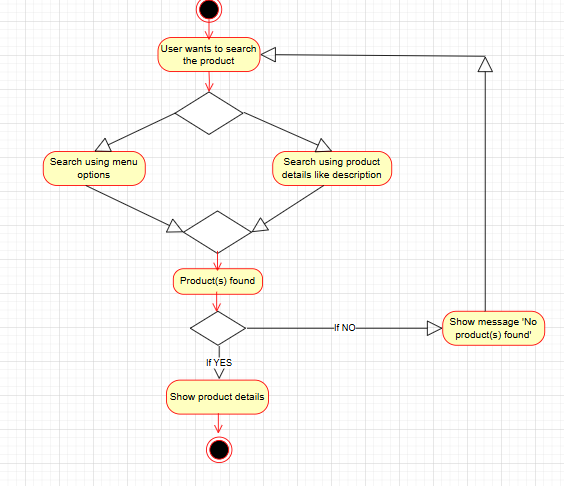 User wants to search
the product
Search using menu
options
Search using product
details like description
Product(s) found
If NO
Show message 'No
product(s) found'
If YES
Show product details